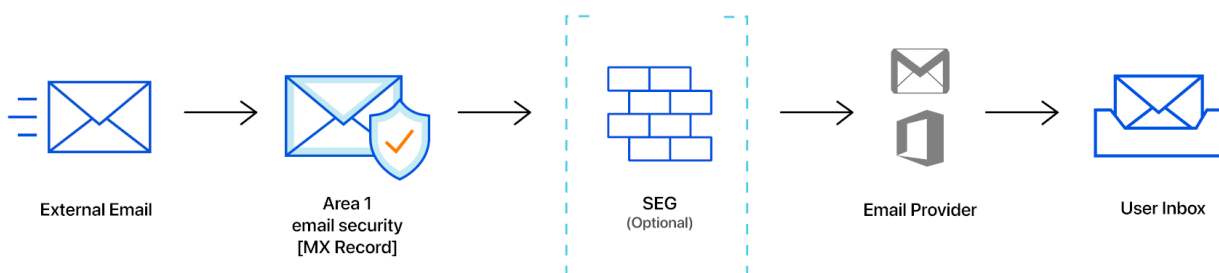 External Email
Area 1
email security
[MX Record]
SEG
(Optional)
Email Provider
User Inbox